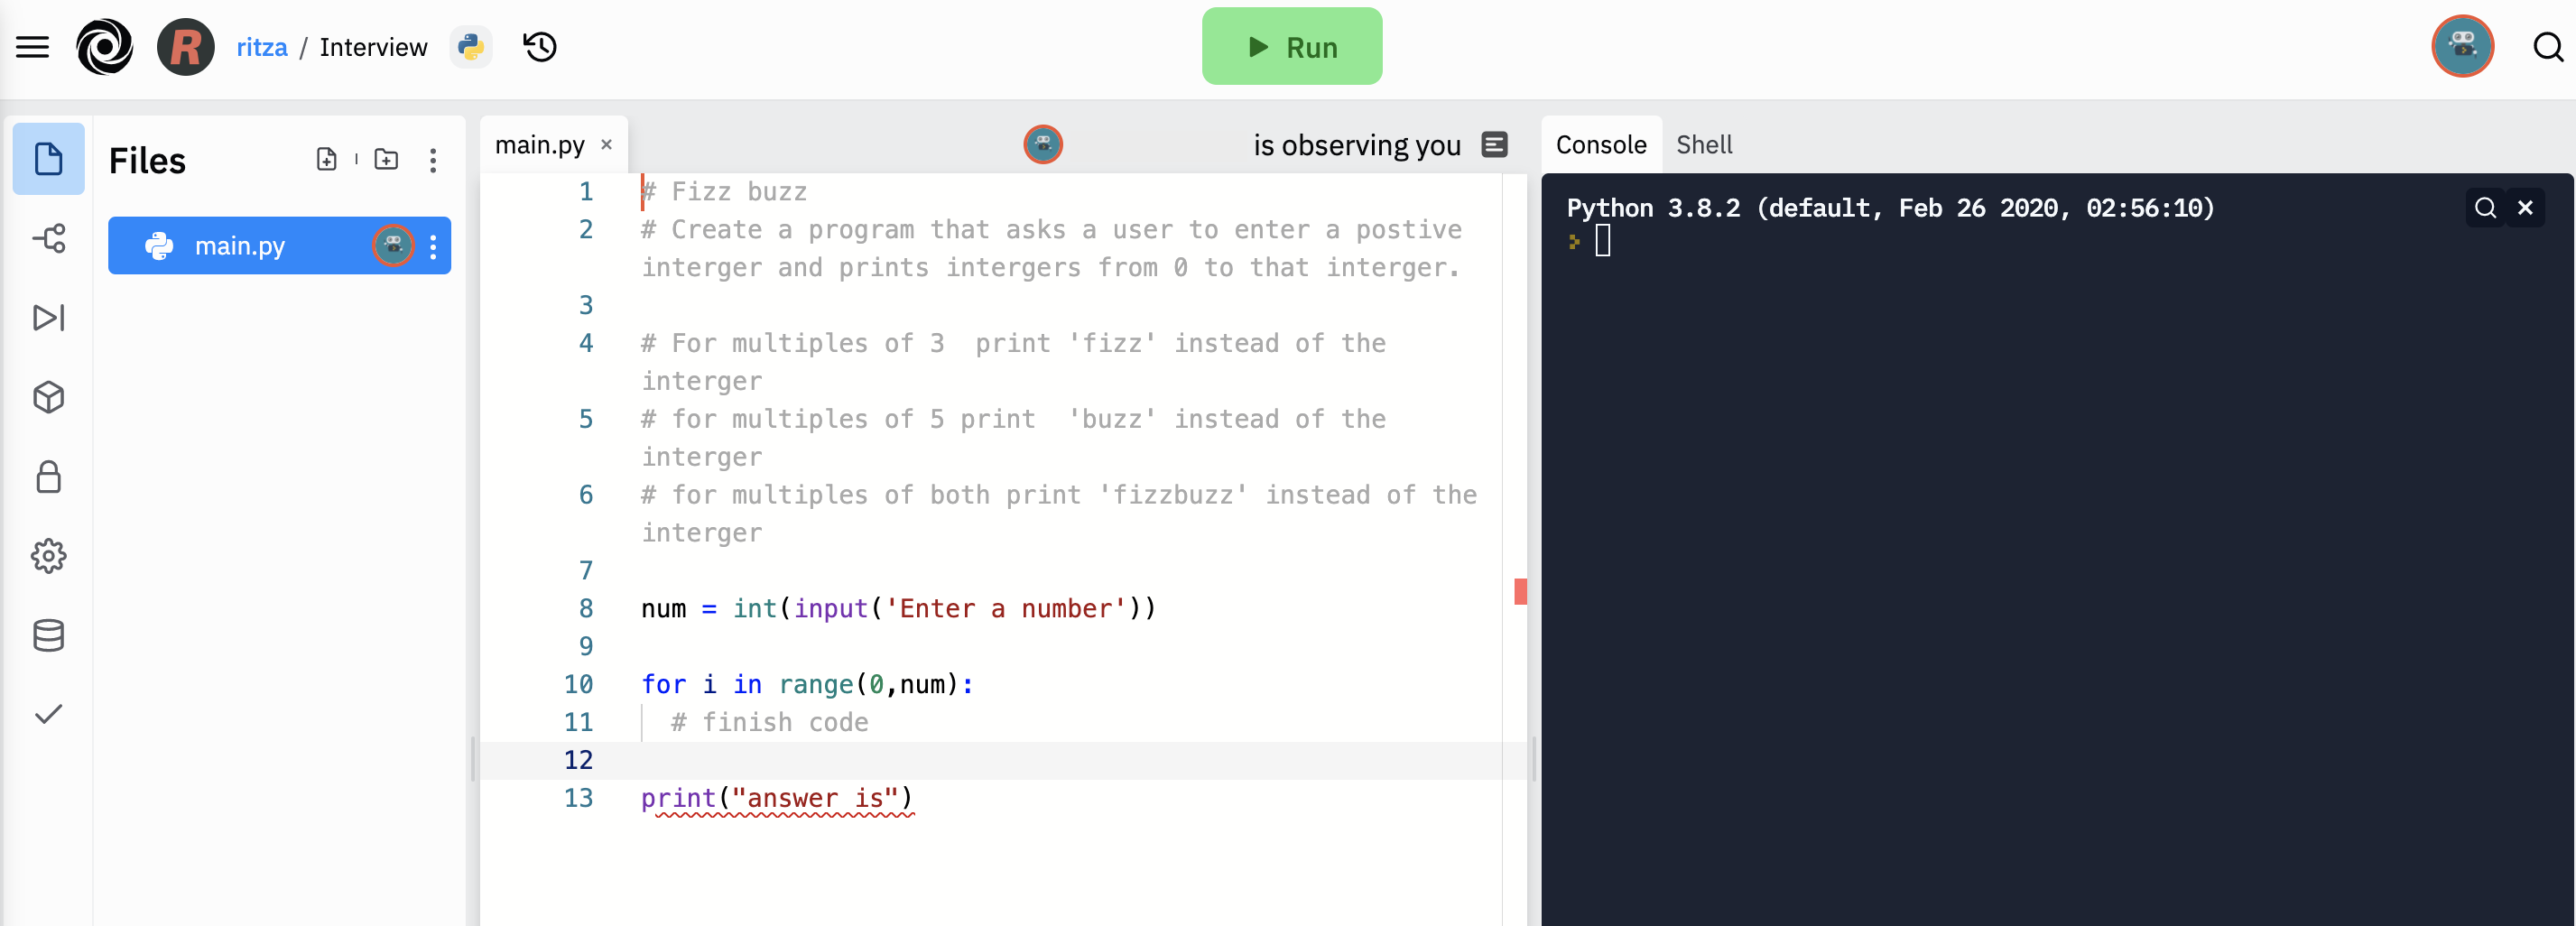 R ritza / Interview
Run
Files
main.py
main.py ×
is observing you
1 # Fizz buzz
2 # Create a program that asks a user to enter a postive
interger and prints intergers from 0 to that interger.
3
4 # For multiples of 3  print 'fizz' instead of the
interger
5 # for multiples of 5 print  'buzz' instead of the
interger
6 # for multiples of both print 'fizzbuzz' instead of the
interger
7
8 num = int(input('Enter a number'))
9
10 for i in range(0,num):
11   # finish code
12
13 print("answer is")
Console Shell
Python 3.8.2 (default, Feb 26 2020, 02:56:10)